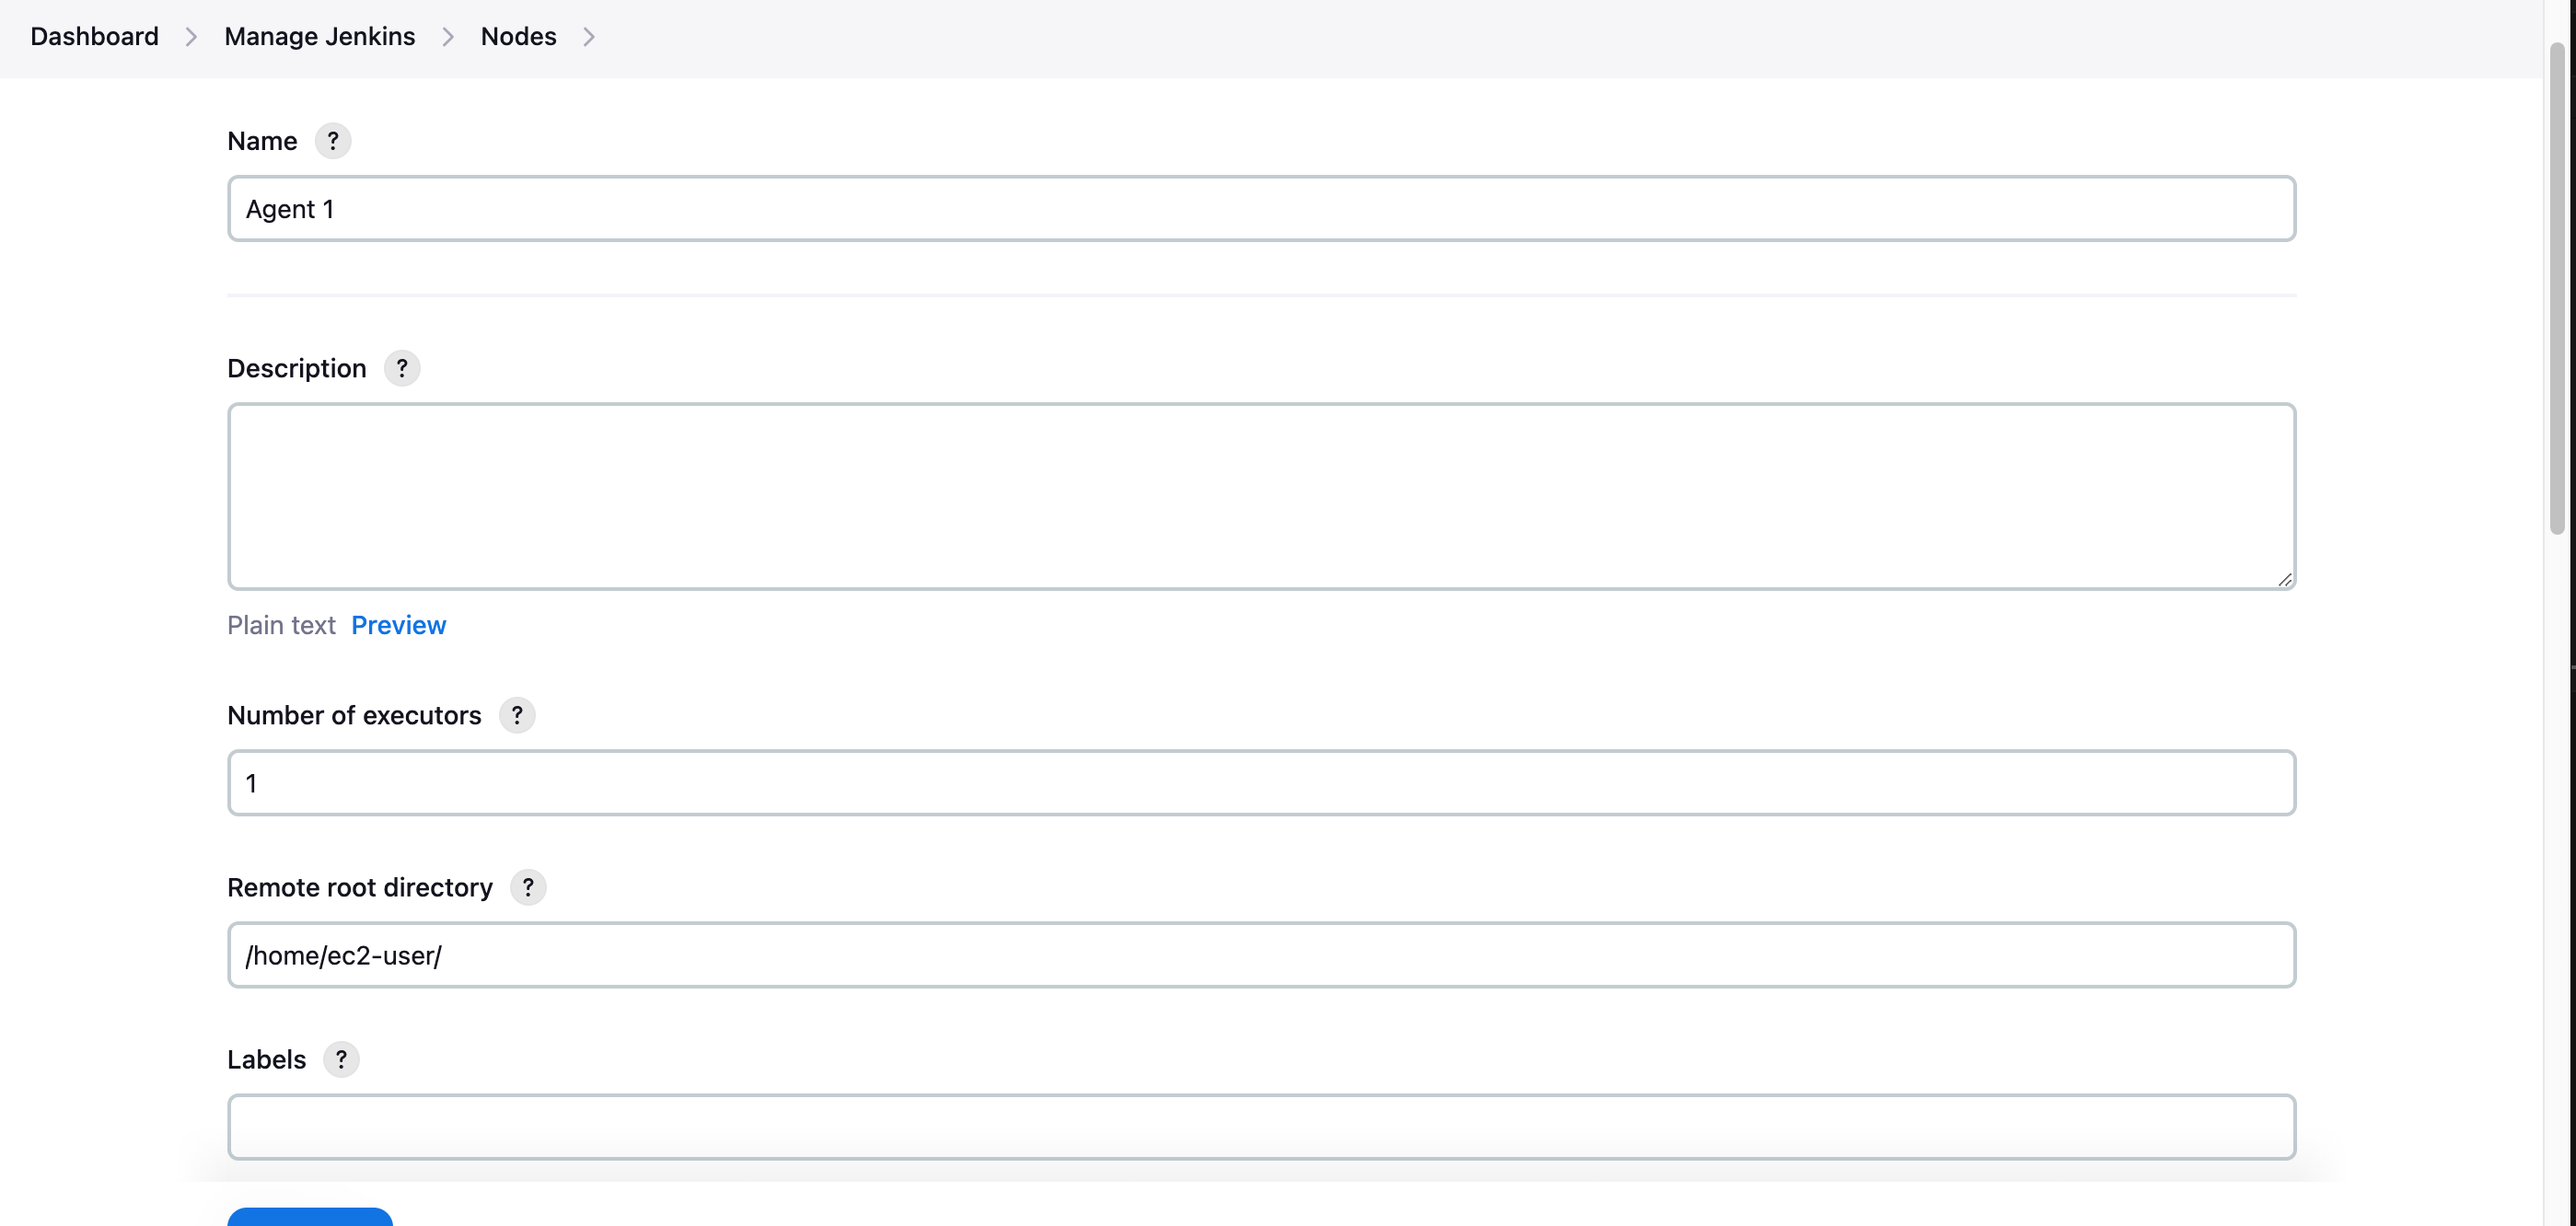 Dashboard > Manage Jenkins > Nodes >
Name ?
Agent 1
Description ?
Plain text Preview
Number of executors ?
1
Remote root directory ?
/home/ec2-user/
Labels ?